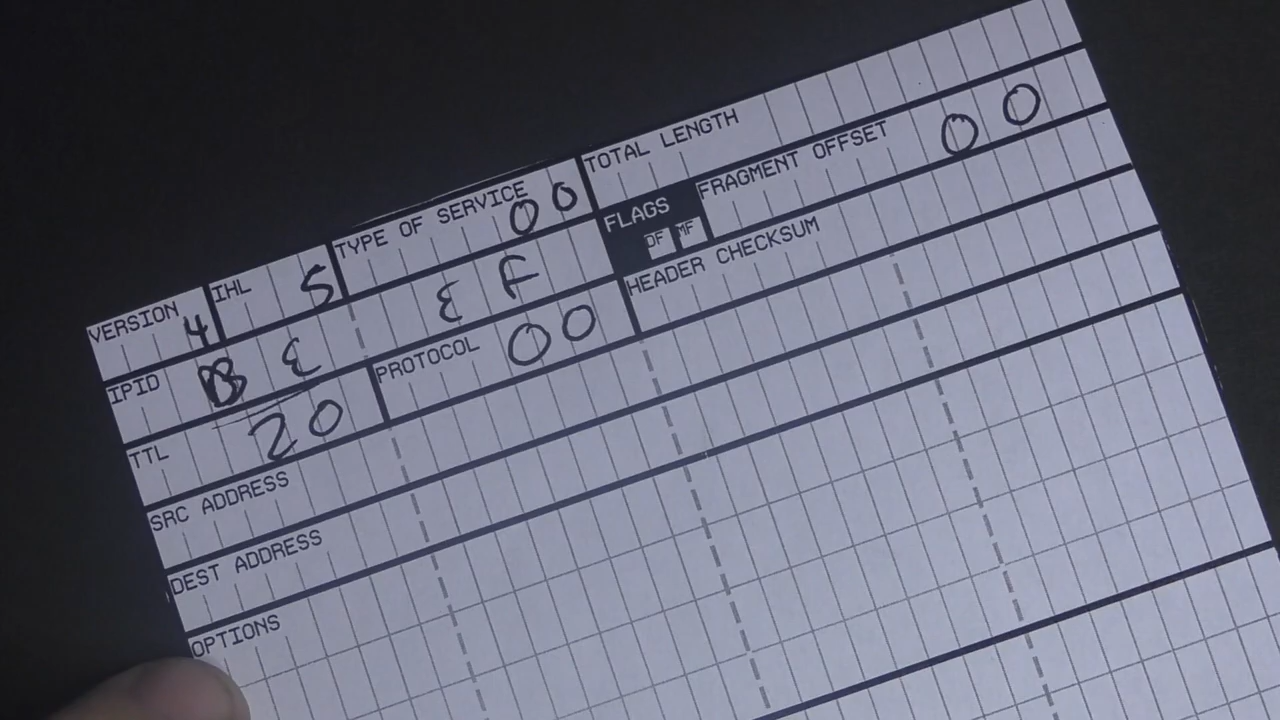 VERSION 4 IHL 5 TYPE OF SERVICE 00 TOTAL LENGTH
IPID BE EF FLAGS DF MF FRAGMENT OFFSET 00
TTL 20 PROTOCOL 00 HEADER CHECKSUM
SRC ADDRESS
DEST ADDRESS
OPTIONS